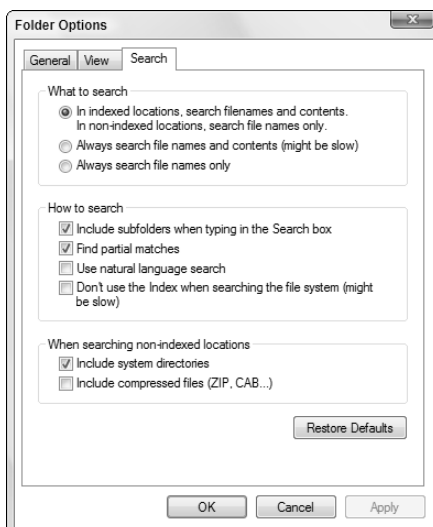 Folder Options
General View Search
What to search
In indexed locations, search filenames and contents.
In non-indexed locations, search file names only.
Always search file names and contents (might be slow)
Always search file names only
How to search
Include subfolders when typing in the Search box
Find partial matches
Use natural language search
Don't use the Index when searching the file system (might
be slow)
When searching non-indexed locations
Include system directories
Include compressed files (ZIP, CAB...)
Restore Defaults
OK Cancel Apply